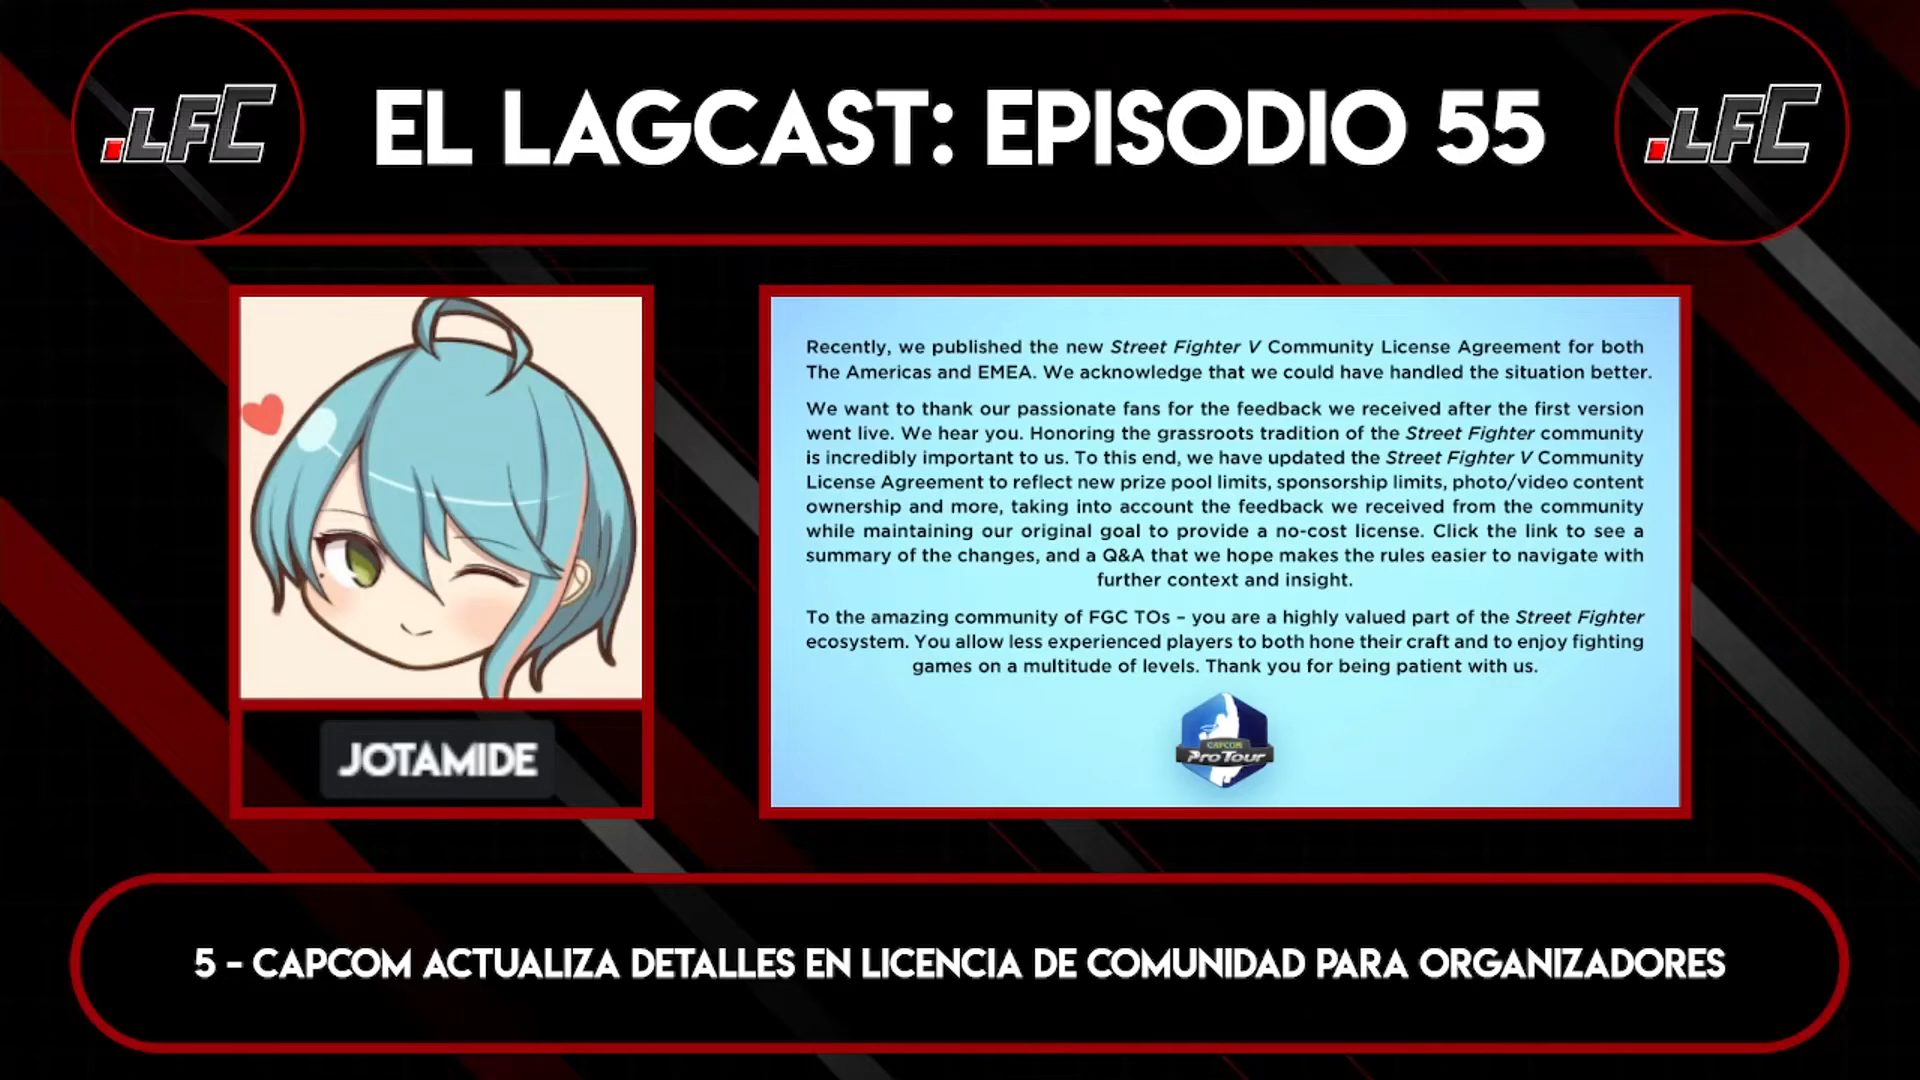 .LFC
EL LAGCAST: EPISODIO 55
.LFC
Recently, we published the new Street Fighter V Community License Agreement for both
The Americas and EMEA. We acknowledge that we could have handled the situation better.
We want to thank our passionate fans for the feedback we received after the first version
went live. We hear you. Honoring the grassroots tradition of the Street Fighter community
is incredibly important to us. To this end, we have updated the Street Fighter V Community
License Agreement to reflect new prize pool limits, sponsorship limits, photo/video content
ownership and more, taking into account the feedback we received from the community
while maintaining our original goal to provide a no-cost license. Click the link to see a
summary of the changes, and a Q&A that we hope makes the rules easier to navigate with
further context and insight.
To the amazing community of FGC TOs – you are a highly valued part of the Street Fighter
ecosystem. You allow less experienced players to both hone their craft and to enjoy fighting
games on a multitude of levels. Thank you for being patient with us.
CAPCOM
Pro Tour
JOTAMIDE
5 - CAPCOM ACTUALIZA DETALLES EN LICENCIA DE COMUNIDAD PARA ORGANIZADORES